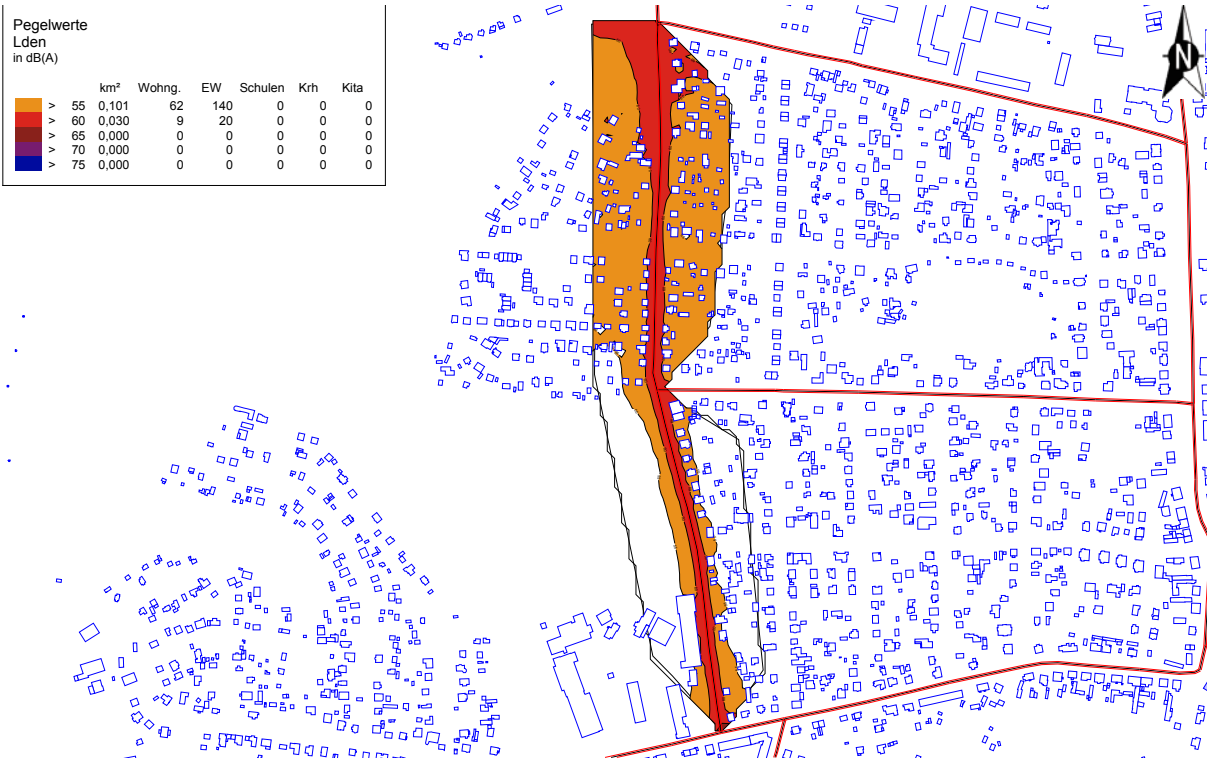 Pegelwerte
Lden
in dB(A)
km² Wohng. EW Schulen Krh Kita
> 55 0,101 62 140 0 0 0
> 60 0,030 9 20 0 0 0
> 65 0,000 0 0 0 0 0
> 70 0,000 0 0 0 0 0
> 75 0,000 0 0 0 0 0
N